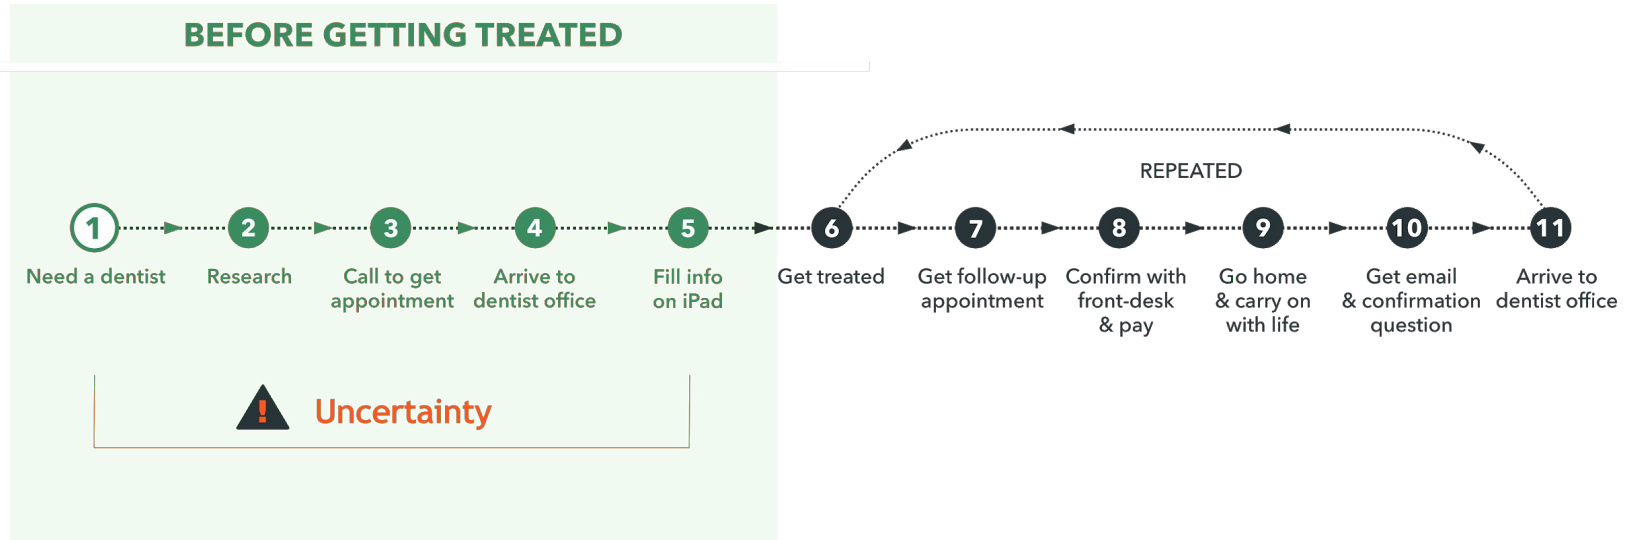 BEFORE GETTING TREATED
REPEATED
1
2
3
4
5
6
7
8
9
10
11
Need a dentist
Research
Call to get
appointment
Arrive to
dentist office
Fill info
on iPad
Get treated
Get follow-up
appointment
Confirm with
front-desk
& pay
Go home
& carry on
with life
Get email
& confirmation
question
Arrive to
dentist office
!
Uncertainty